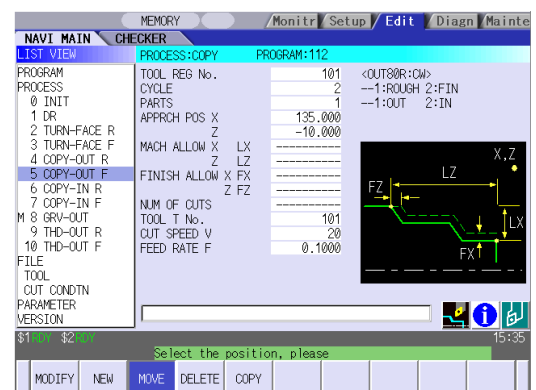 MEMORY Monitr Setup Edit Diagn Mainte
NAVI MAIN CHECKER
LIST VIEW PROCESS:COPY PROGRAM:112
PROGRAM
PROCESS
0 INIT
1 DR
2 TURN-FACE R
3 TURN-FACE F
4 COPY-OUT R
5 COPY-OUT F
6 COPY-IN R
7 COPY-IN F
M 8 GRV-OUT
9 THD-OUT R
10 THD-OUT F
FILE
TOOL
CUT CONDTN
PARAMETER
VERSION
TOOL REG No. 101 <OUT80R:CW>
CYCLE 2 --1:ROUGH 2:FIN
PARTS 1 --1:OUT 2:IN
APPRCH POS X 135.000
Z -10.000
MACH ALLOW X LX ----------
Z LZ ----------
FINISH ALLOW X FX ----------
Z FZ ----------
NUM OF CUTS ----------
TOOL T No. 101
CUT SPEED V 20
FEED RATE F 0.1000
X,Z
LZ
FZ
LX
FX
$1RDY $2RDY 15:35
Select the position, please
MODIFY NEW MOVE DELETE COPY